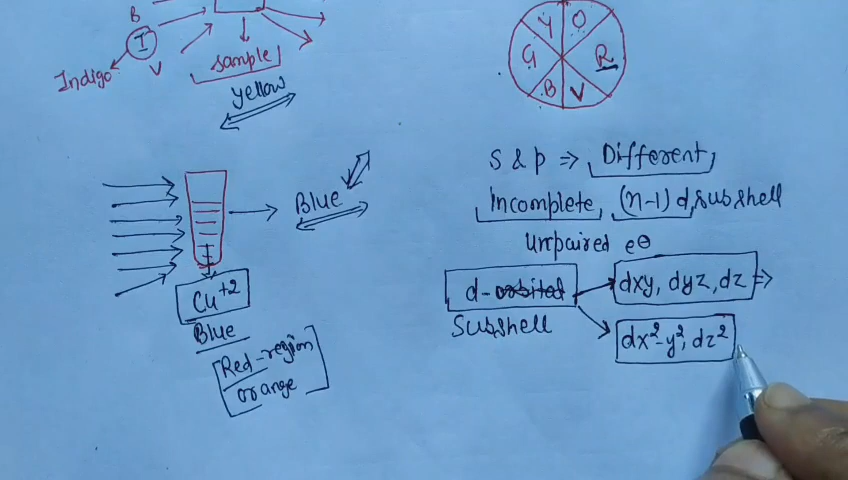 B
I
Indigo
V
sample
yellow
Y O
G R
B V
Blue
Cu+2
Blue
Red-region
orange
S & p => Different,
Incomplete, (n-1) d, subshell
unpaired e⊖
d-orbital
Subshell
dxy, dyz, dz =>
dx²-y², dz²